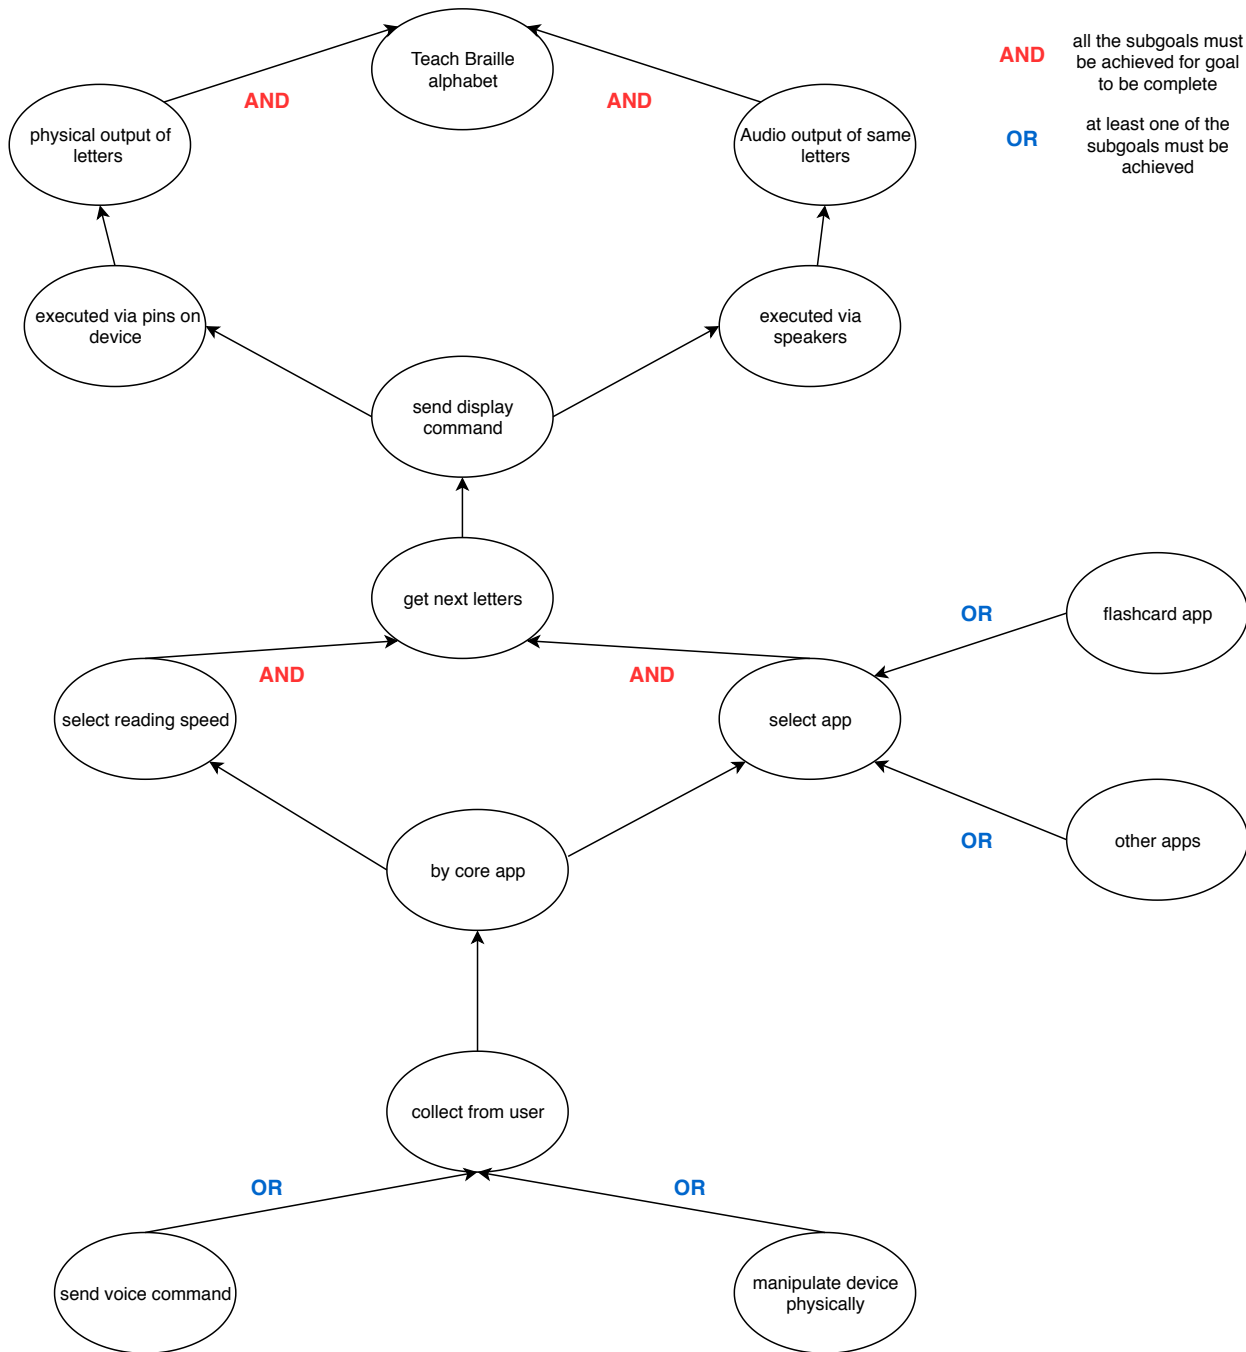 Teach Braille
alphabet
AND
all the subgoals must
be achieved for goal
to be complete
AND
AND
physical output of
letters
Audio output of same
letters
OR
at least one of the
subgoals must be
achieved
executed via pins on
device
executed via
speakers
send display
command
get next letters
flashcard app
OR
AND
AND
select reading speed
select app
by core app
OR
other apps
collect from user
OR
OR
send voice command
manipulate device
physically